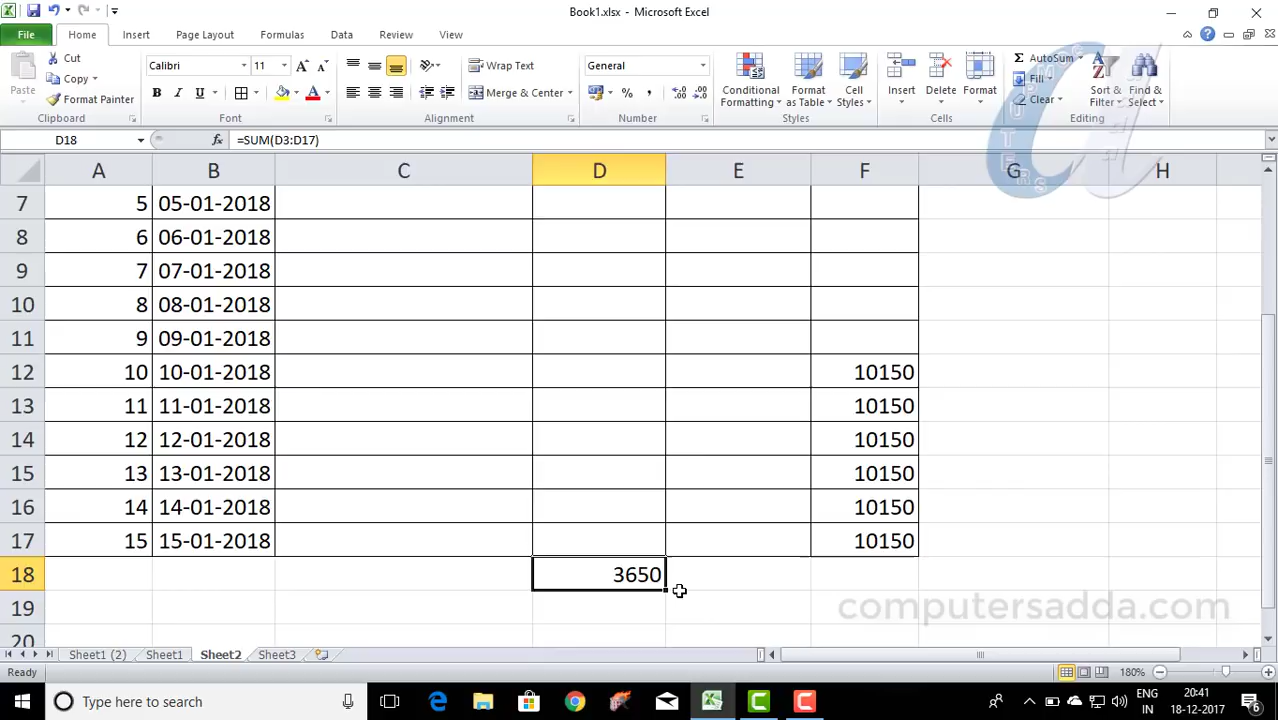 Book1.xlsx - Microsoft Excel
File Home Insert Page Layout Formulas Data Review View
Cut
Copy
Format Painter
Paste
Clipboard
Calibri 11
B I U A
Font
Wrap Text
Merge & Center
Alignment
General
% ,
Number
Conditional Formatting
Format as Table
Cell Styles
Styles
Insert Delete Format
Cells
Σ AutoSum
Fill
Clear
Sort & Filter
Find & Select
Editing
D18 fx =SUM(D3:D17)
A B C D E F G H
7 5 05-01-2018
8 6 06-01-2018
9 7 07-01-2018
10 8 08-01-2018
11 9 09-01-2018
12 10 10-01-2018 10150
13 11 11-01-2018 10150
14 12 12-01-2018 10150
15 13 13-01-2018 10150
16 14 14-01-2018 10150
17 15 15-01-2018 10150
18 3650
19
computersadda.com
20
Sheet1 (2) Sheet1 Sheet2 Sheet3
Ready 180%
Type here to search
ENG 20:41
IN 18-12-2017
6